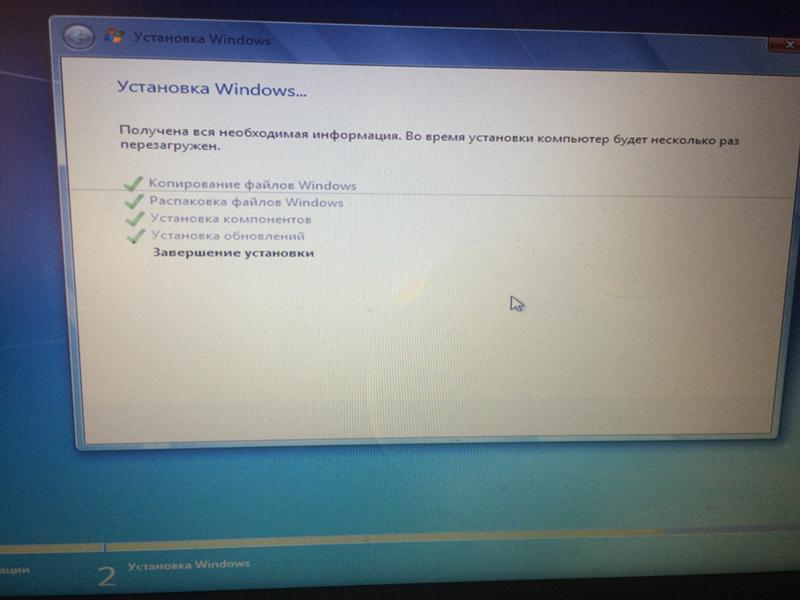 Установка Windows
Установка Windows...
Получена вся необходимая информация. Во время установки компьютер будет несколько раз
перезагружен.
Копирование файлов Windows
Распаковка файлов Windows
Установка компонентов
Установка обновлений
Завершение установки
ации
2 Установка Windows